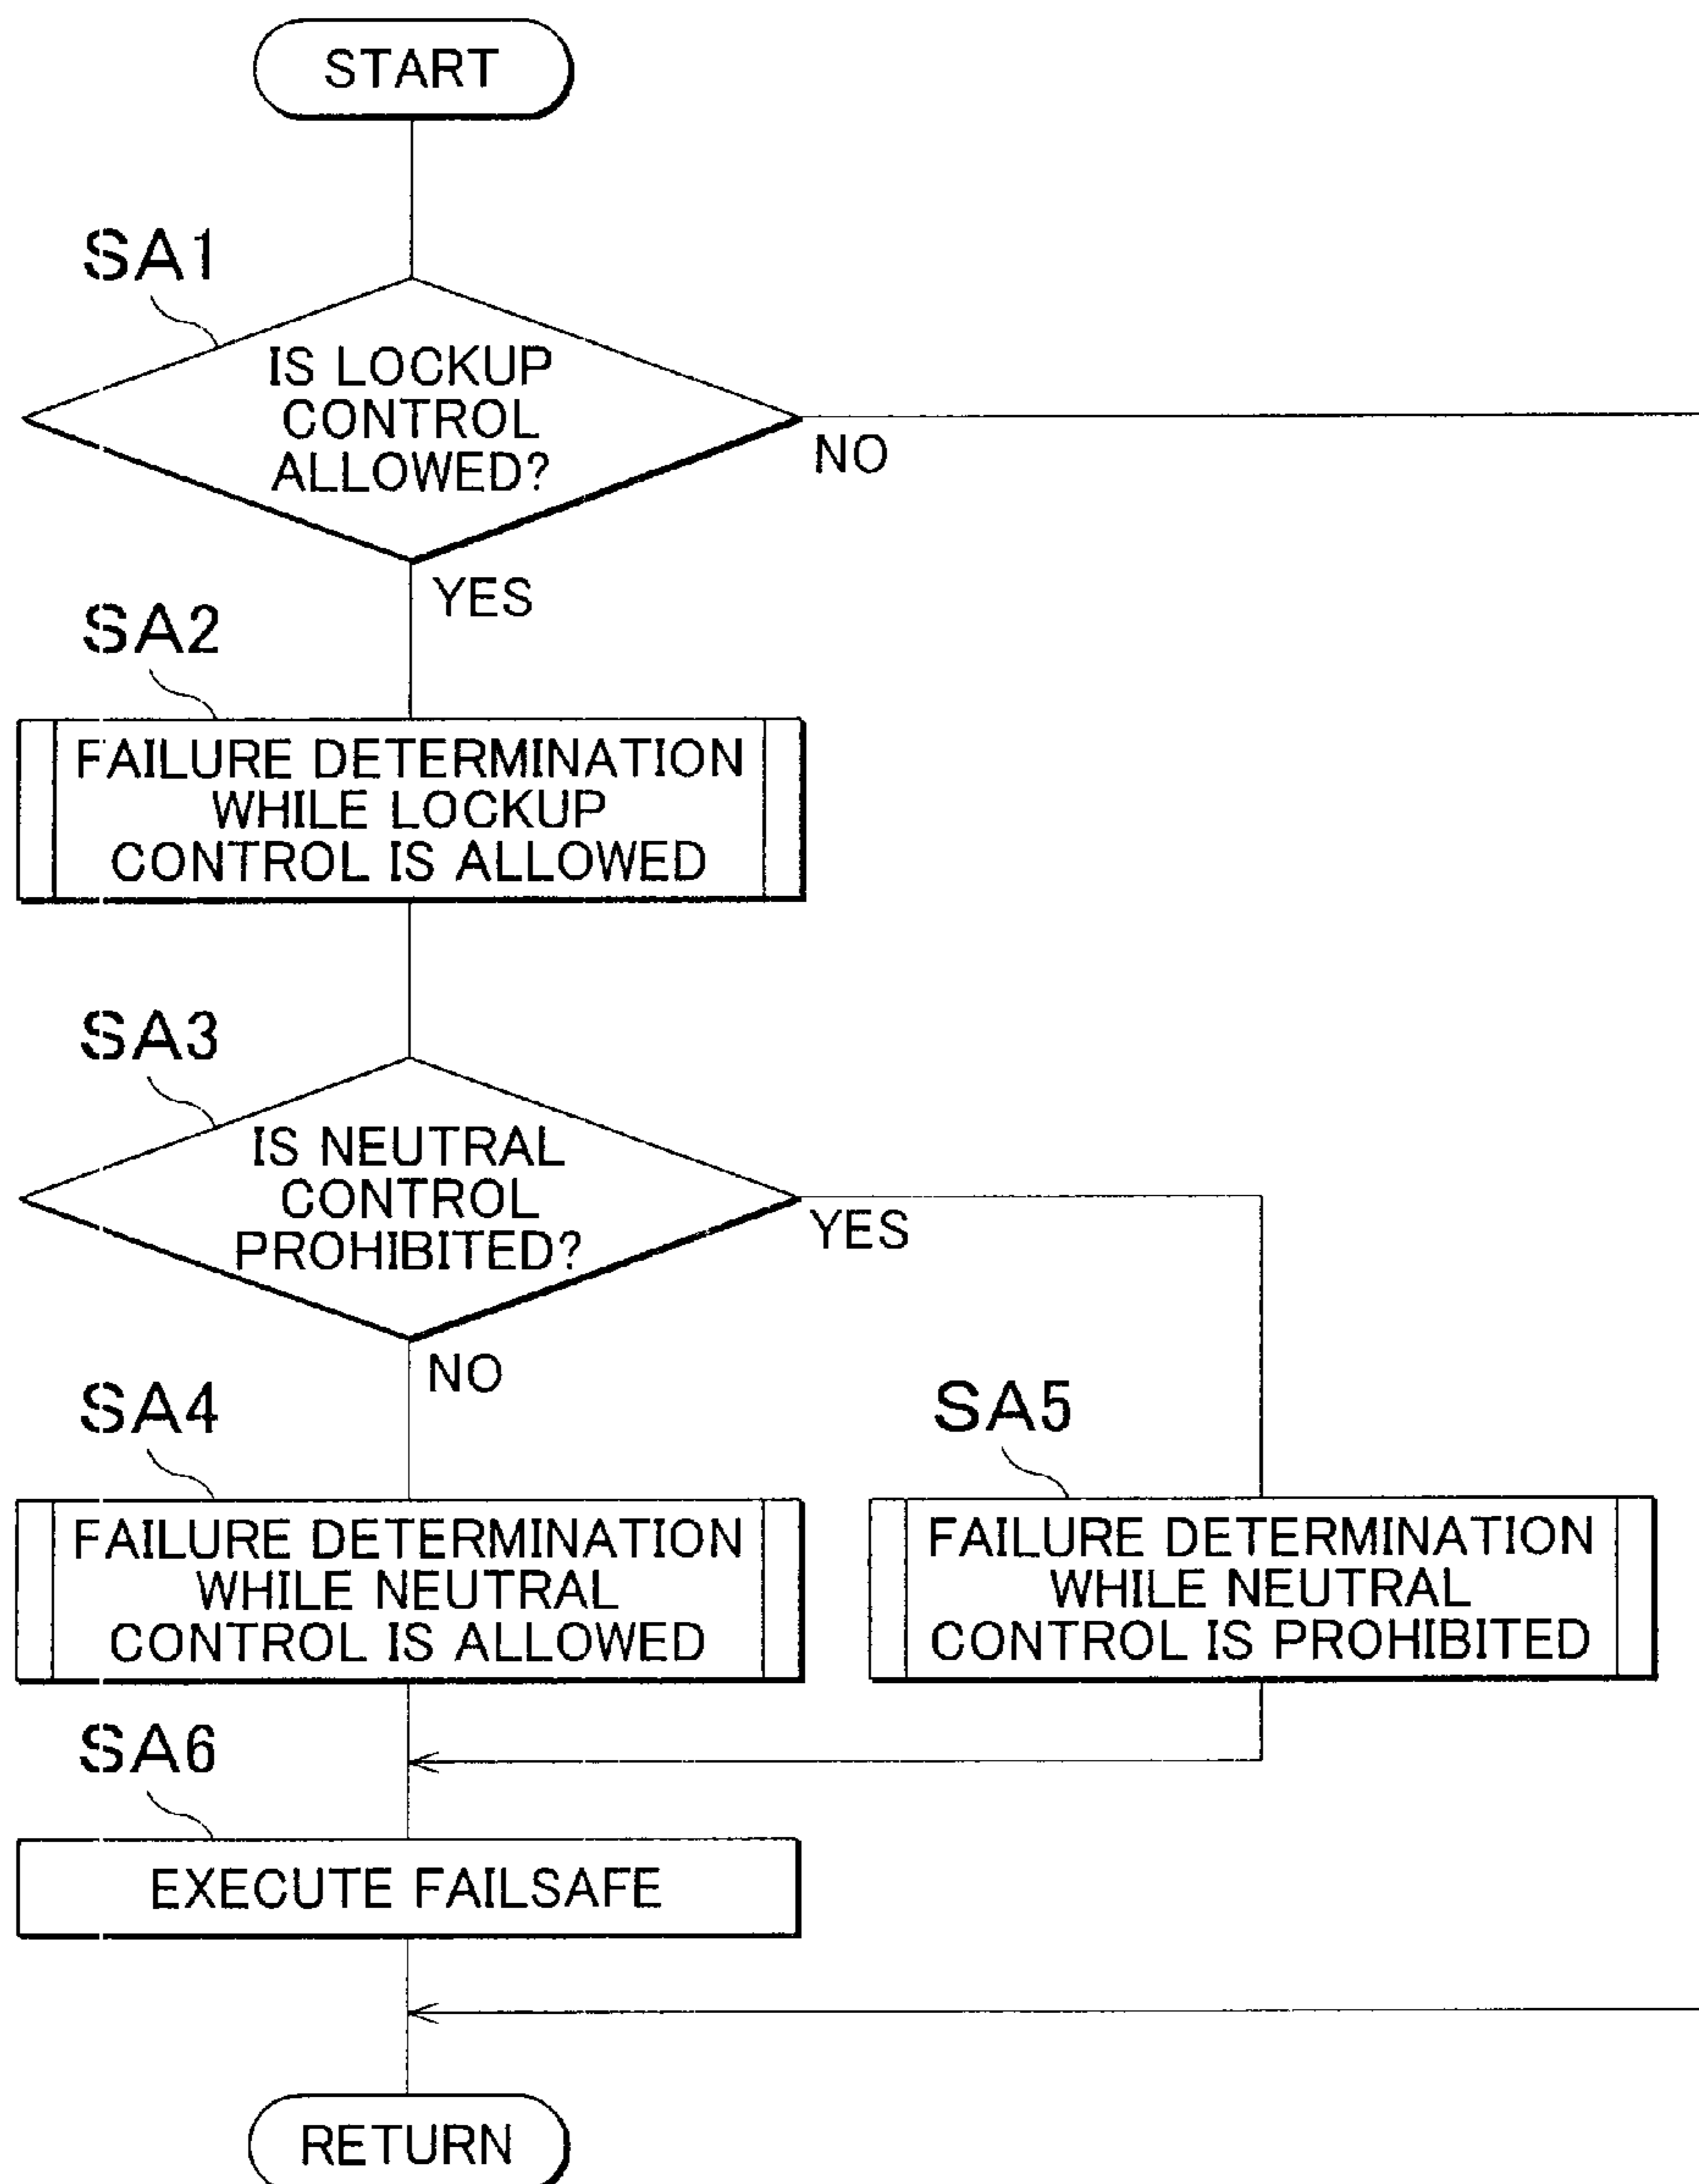 START
SA1
IS LOCKUP
CONTROL
ALLOWED?
NO
YES
SA2
FAILURE DETERMINATION
WHILE LOCKUP
CONTROL IS ALLOWED
SA3
IS NEUTRAL
CONTROL
PROHIBITED?
YES
NO
SA4
FAILURE DETERMINATION
WHILE NEUTRAL
CONTROL IS ALLOWED
SA5
FAILURE DETERMINATION
WHILE NEUTRAL
CONTROL IS PROHIBITED
SA6
EXECUTE FAILSAFE
RETURN